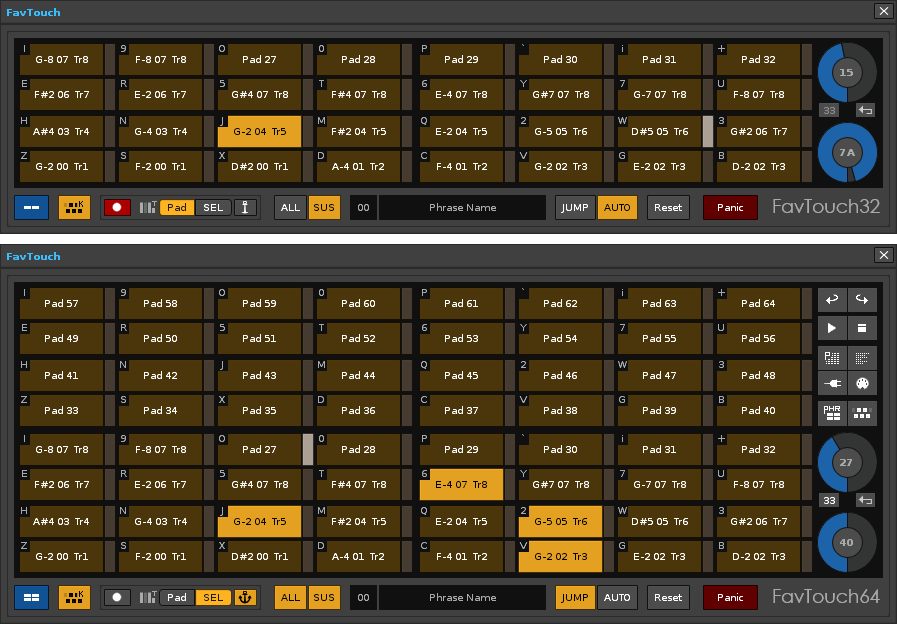 FavTouch
I G-8 07 Tr8 9 F-8 07 Tr8 O Pad 27 0 Pad 28 P Pad 29 ` Pad 30 i Pad 31 + Pad 32
15
E F#2 06 Tr7 R E-2 06 Tr7 5 G#4 07 Tr8 T F#4 07 Tr8 6 E-4 07 Tr8 Y G#7 07 Tr8 7 G-7 07 Tr8 U F-8 07 Tr8
33
H A#4 03 Tr4 N G-4 03 Tr4 J G-2 04 Tr5 M F#2 04 Tr5 Q E-2 04 Tr5 2 G-5 05 Tr6 W D#5 05 Tr6 3 G#2 06 Tr7
7A
Z G-2 00 Tr1 S F-2 00 Tr1 X D#2 00 Tr1 D A-4 01 Tr2 C F-4 01 Tr2 V G-2 02 Tr3 G E-2 02 Tr3 B D-2 02 Tr3
K T Pad SEL ALL SUS 00 Phrase Name JUMP AUTO Reset Panic FavTouch32
FavTouch
I Pad 57 9 Pad 58 O Pad 59 0 Pad 60 P Pad 61 ` Pad 62 i Pad 63 + Pad 64
E Pad 49 R Pad 50 5 Pad 51 T Pad 52 6 Pad 53 Y Pad 54 7 Pad 55 U Pad 56
H Pad 41 N Pad 42 J Pad 43 M Pad 44 Q Pad 45 2 Pad 46 W Pad 47 3 Pad 48
P
Z Pad 33 S Pad 34 X Pad 35 D Pad 36 C Pad 37 V Pad 38 G Pad 39 B Pad 40
PHR
I G-8 07 Tr8 9 F-8 07 Tr8 O Pad 27 0 Pad 28 P Pad 29 ` Pad 30 i Pad 31 + Pad 32
27
E F#2 06 Tr7 R E-2 06 Tr7 5 G#4 07 Tr8 T F#4 07 Tr8 6 E-4 07 Tr8 Y G#7 07 Tr8 7 G-7 07 Tr8 U F-8 07 Tr8
33
H A#4 03 Tr4 N G-4 03 Tr4 J G-2 04 Tr5 M F#2 04 Tr5 Q E-2 04 Tr5 2 G-5 05 Tr6 W D#5 05 Tr6 3 G#2 06 Tr7
40
Z G-2 00 Tr1 S F-2 00 Tr1 X D#2 00 Tr1 D A-4 01 Tr2 C F-4 01 Tr2 V G-2 02 Tr3 G E-2 02 Tr3 B D-2 02 Tr3
K T Pad SEL ALL SUS 00 Phrase Name JUMP AUTO Reset Panic FavTouch64